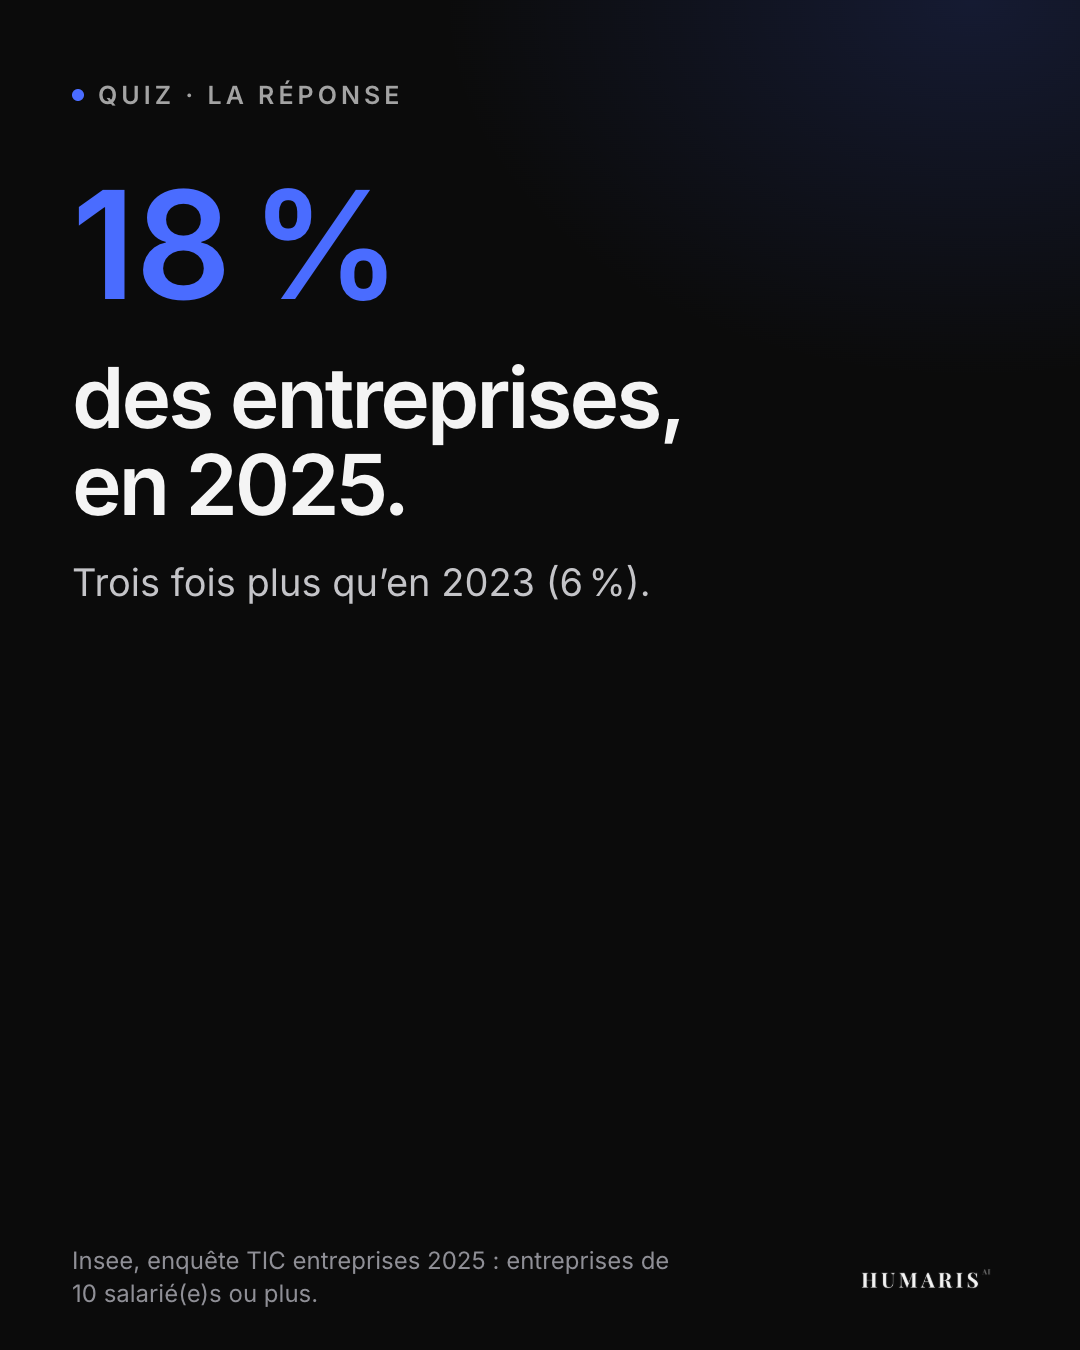 QUIZ · LA RÉPONSE
18 %
des entreprises,
en 2025.
Trois fois plus qu’en 2023 (6 %).
Insee, enquête TIC entreprises 2025 : entreprises de
10 salarié(e)s ou plus.
HUMARIS AI